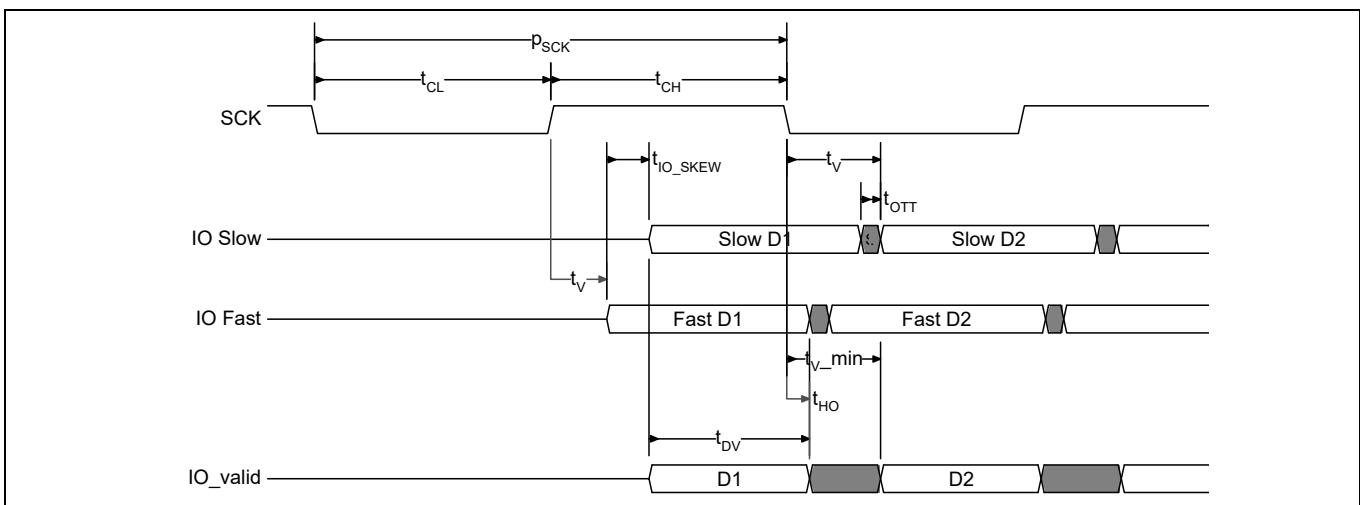 pSCK
tCL tCH
SCK
tIO_SKEW tV
tOTT
IO Slow Slow D1 S. Slow D2
tV
IO Fast Fast D1 Fast D2
tV_min
tHO
tDV
IO_valid D1 D2